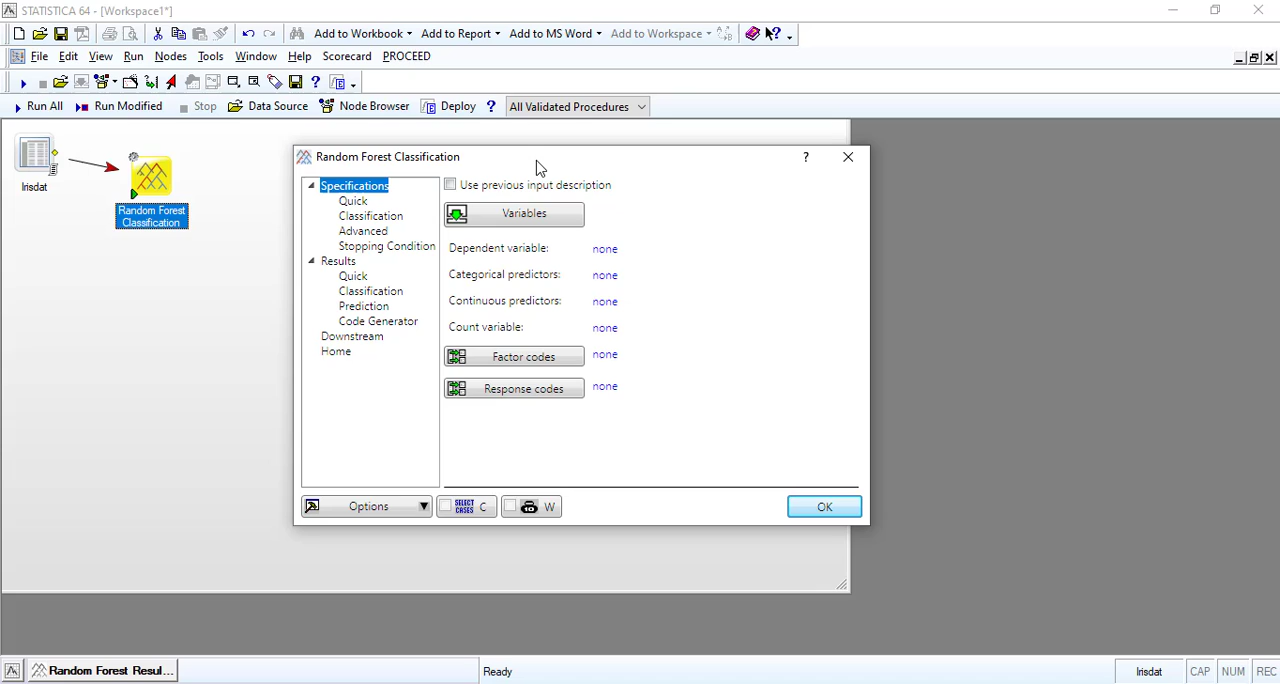 STATISTICA 64 - [Workspace1*]
Add to Workbook Add to Report Add to MS Word Add to Workspace
File Edit View Run Nodes Tools Window Help Scorecard PROCEED
Run All Run Modified Stop Data Source Node Browser Deploy ? All Validated Procedures
Irisdat
Random Forest
Classification
Random Forest Classification ?
Specifications
Quick
Classification
Advanced
Stopping Condition
Results
Quick
Classification
Prediction
Code Generator
Downstream
Home
Use previous input description
Variables
Dependent variable: none
Categorical predictors: none
Continuous predictors: none
Count variable: none
Factor codes none
Response codes none
Options SELECT CASES C W OK
Random Forest Resul... Ready Irisdat CAP NUM REC